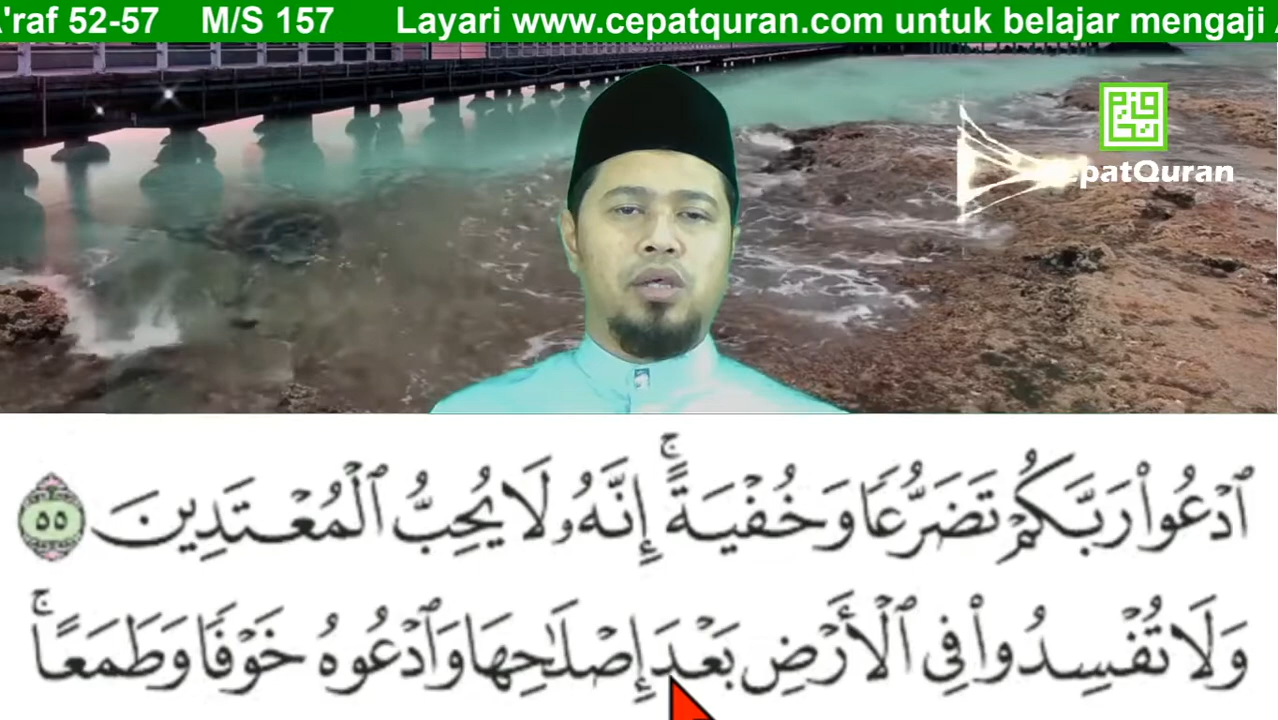 'raf 52-57 M/S 157 Layari www.cepatquran.com untuk belajar mengaji
patQuran
ٱدْعُوا۟ رَبَّكُمْ تَضَرُّعًا وَخُفْيَةً ۚ إِنَّهُۥ لَا يُحِبُّ ٱلْمُعْتَدِينَ ٥٥
وَلَا تُفْسِدُوا۟ فِى ٱلْأَرْضِ بَعْدَ إِصْلَـٰحِهَا وَٱدْعُوهُ خَوْفًا وَطَمَعًا ۚ